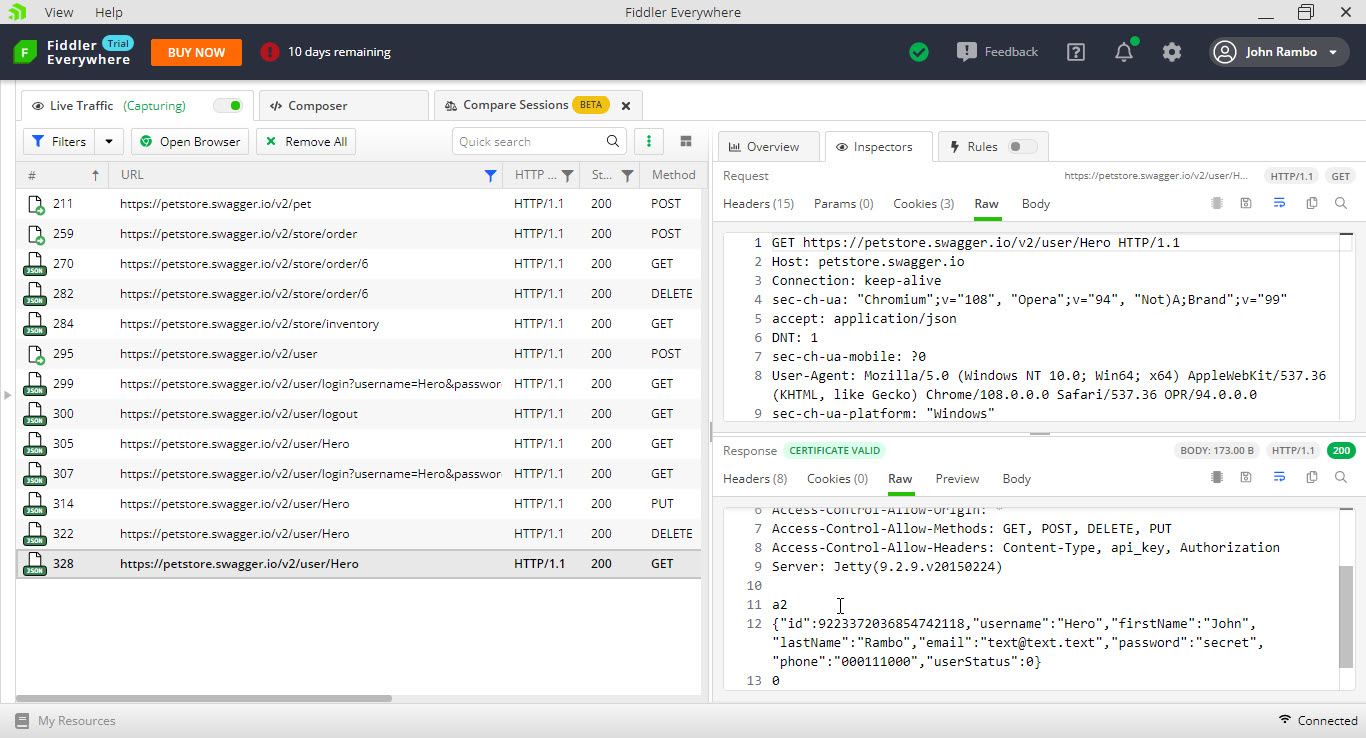 View Help Fiddler Everywhere
Fiddler Trial
Everywhere
BUY NOW
10 days remaining
Feedback
John Rambo
Live Traffic (Capturing)
Composer
Compare Sessions BETA
Filters
Open Browser
Remove All
Quick search
# URL HTTP ... St... Method
211 https://petstore.swagger.io/v2/pet HTTP/1.1 200 POST
259 https://petstore.swagger.io/v2/store/order HTTP/1.1 200 POST
JSON 270 https://petstore.swagger.io/v2/store/order/6 HTTP/1.1 200 GET
JSON 282 https://petstore.swagger.io/v2/store/order/6 HTTP/1.1 200 DELETE
JSON 284 https://petstore.swagger.io/v2/store/inventory HTTP/1.1 200 GET
295 https://petstore.swagger.io/v2/user HTTP/1.1 200 POST
JSON 299 https://petstore.swagger.io/v2/user/login?username=Hero&passwor HTTP/1.1 200 GET
JSON 300 https://petstore.swagger.io/v2/user/logout HTTP/1.1 200 GET
JSON 305 https://petstore.swagger.io/v2/user/Hero HTTP/1.1 200 GET
JSON 307 https://petstore.swagger.io/v2/user/login?username=Hero&passwor HTTP/1.1 200 GET
JSON 314 https://petstore.swagger.io/v2/user/Hero HTTP/1.1 200 PUT
JSON 322 https://petstore.swagger.io/v2/user/Hero HTTP/1.1 200 DELETE
JSON 328 https://petstore.swagger.io/v2/user/Hero HTTP/1.1 200 GET
Overview
Inspectors
Rules
Request https://petstore.swagger.io/v2/user/H... HTTP/1.1 GET
Headers (15) Params (0) Cookies (3) Raw Body
1 GET https://petstore.swagger.io/v2/user/Hero HTTP/1.1
2 Host: petstore.swagger.io
3 Connection: keep-alive
4 sec-ch-ua: "Chromium";v="108", "Opera";v="94", "Not)A;Brand";v="99"
5 accept: application/json
6 DNT: 1
7 sec-ch-ua-mobile: ?0
8 User-Agent: Mozilla/5.0 (Windows NT 10.0; Win64; x64) AppleWebKit/537.36
(KHTML, like Gecko) Chrome/108.0.0.0 Safari/537.36 OPR/94.0.0.0
9 sec-ch-ua-platform: "Windows"
Response CERTIFICATE VALID BODY: 173.00 B HTTP/1.1 200
Headers (8) Cookies (0) Raw Preview Body
6 Access-Control-Allow-Origin: *
7 Access-Control-Allow-Methods: GET, POST, DELETE, PUT
8 Access-Control-Allow-Headers: Content-Type, api_key, Authorization
9 Server: Jetty(9.2.9.v20150224)
10
11 a2
12 {"id":9223372036854742118,"username":"Hero","firstName":"John",
"lastName":"Rambo","email":"text@text.text","password":"secret",
"phone":"000111000","userStatus":0}
13 0
My Resources
Connected